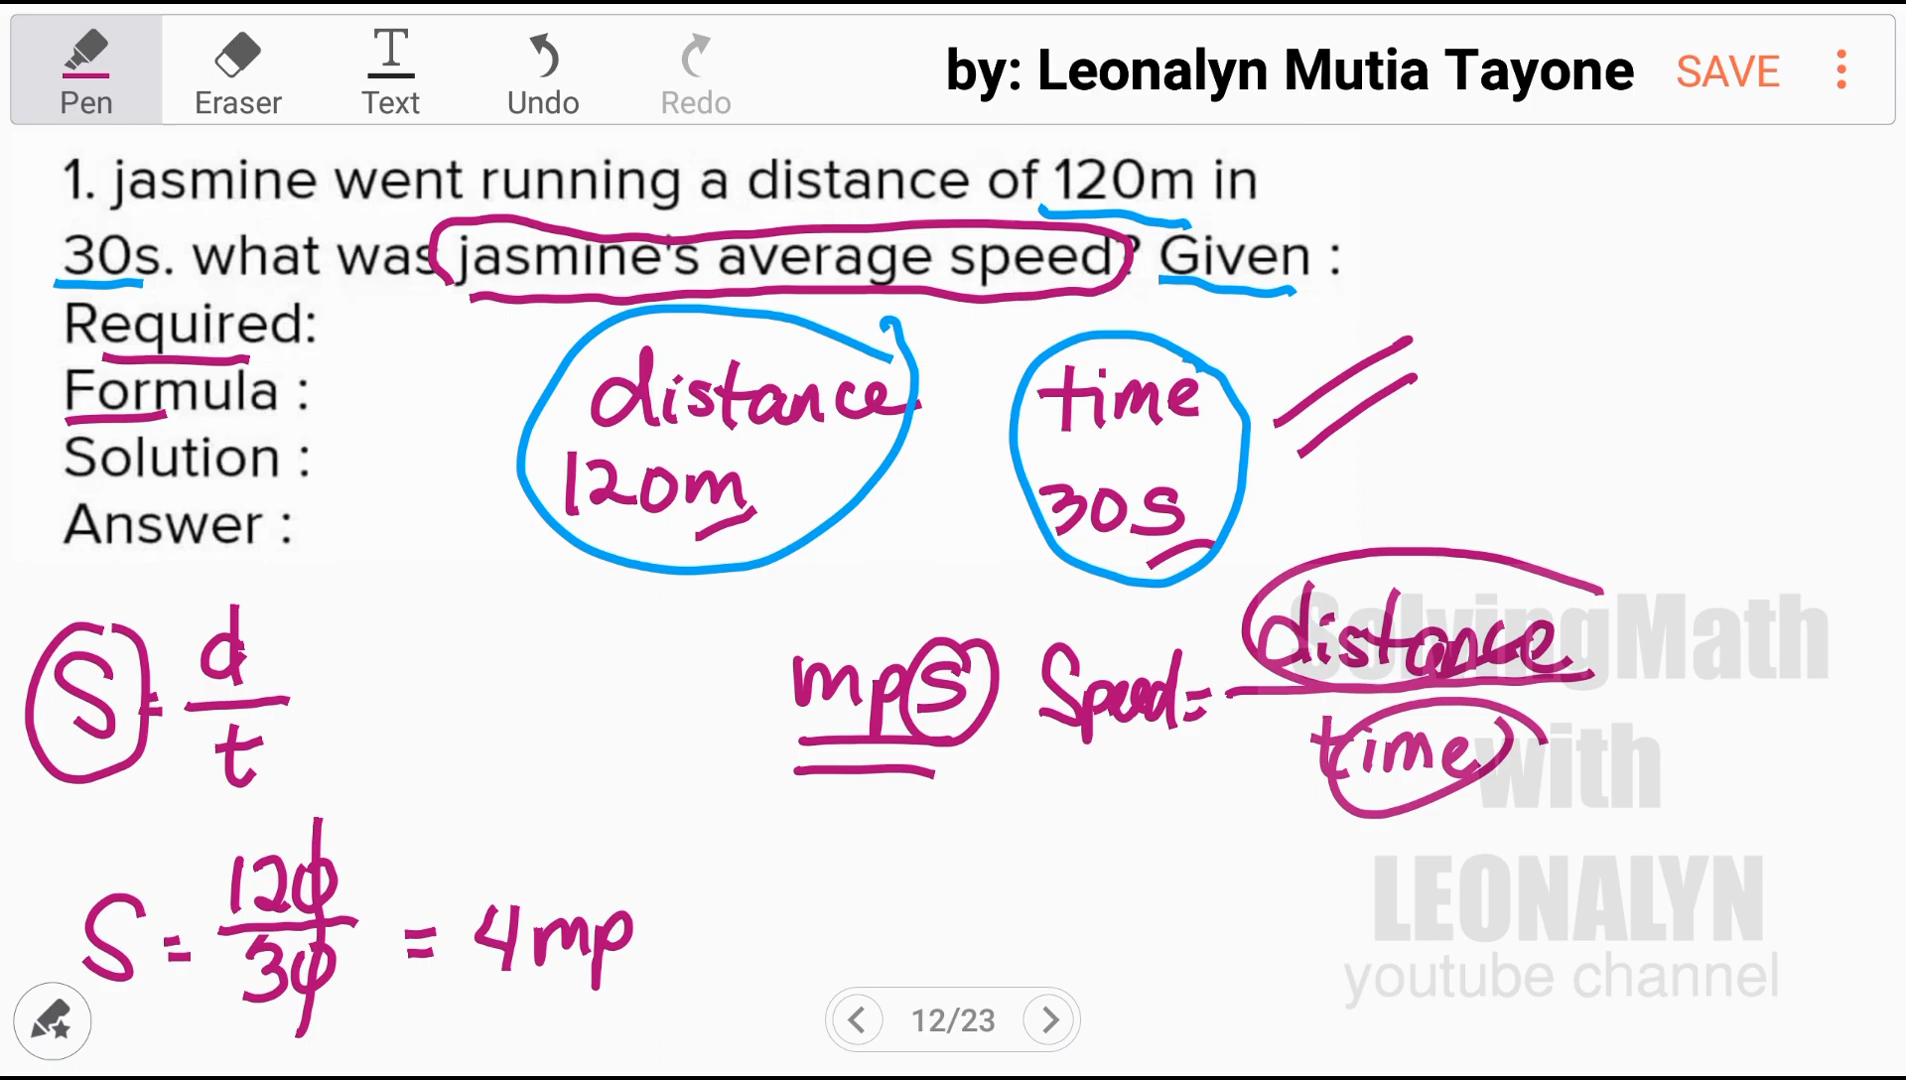 Pen
Eraser
Text
Undo
Redo
by: Leonalyn Mutia Tayone
SAVE
1. jasmine went running a distance of 120m in
30s. what was jasmine's average speed? Given :
Required:
Formula :
Solution :
Answer :
distance
120m
time
30s
S = d/t
mps
Speed = distance/time
S = 120/30 = 4mp
SolvingMath
with
LEONALYN
youtube channel
12/23